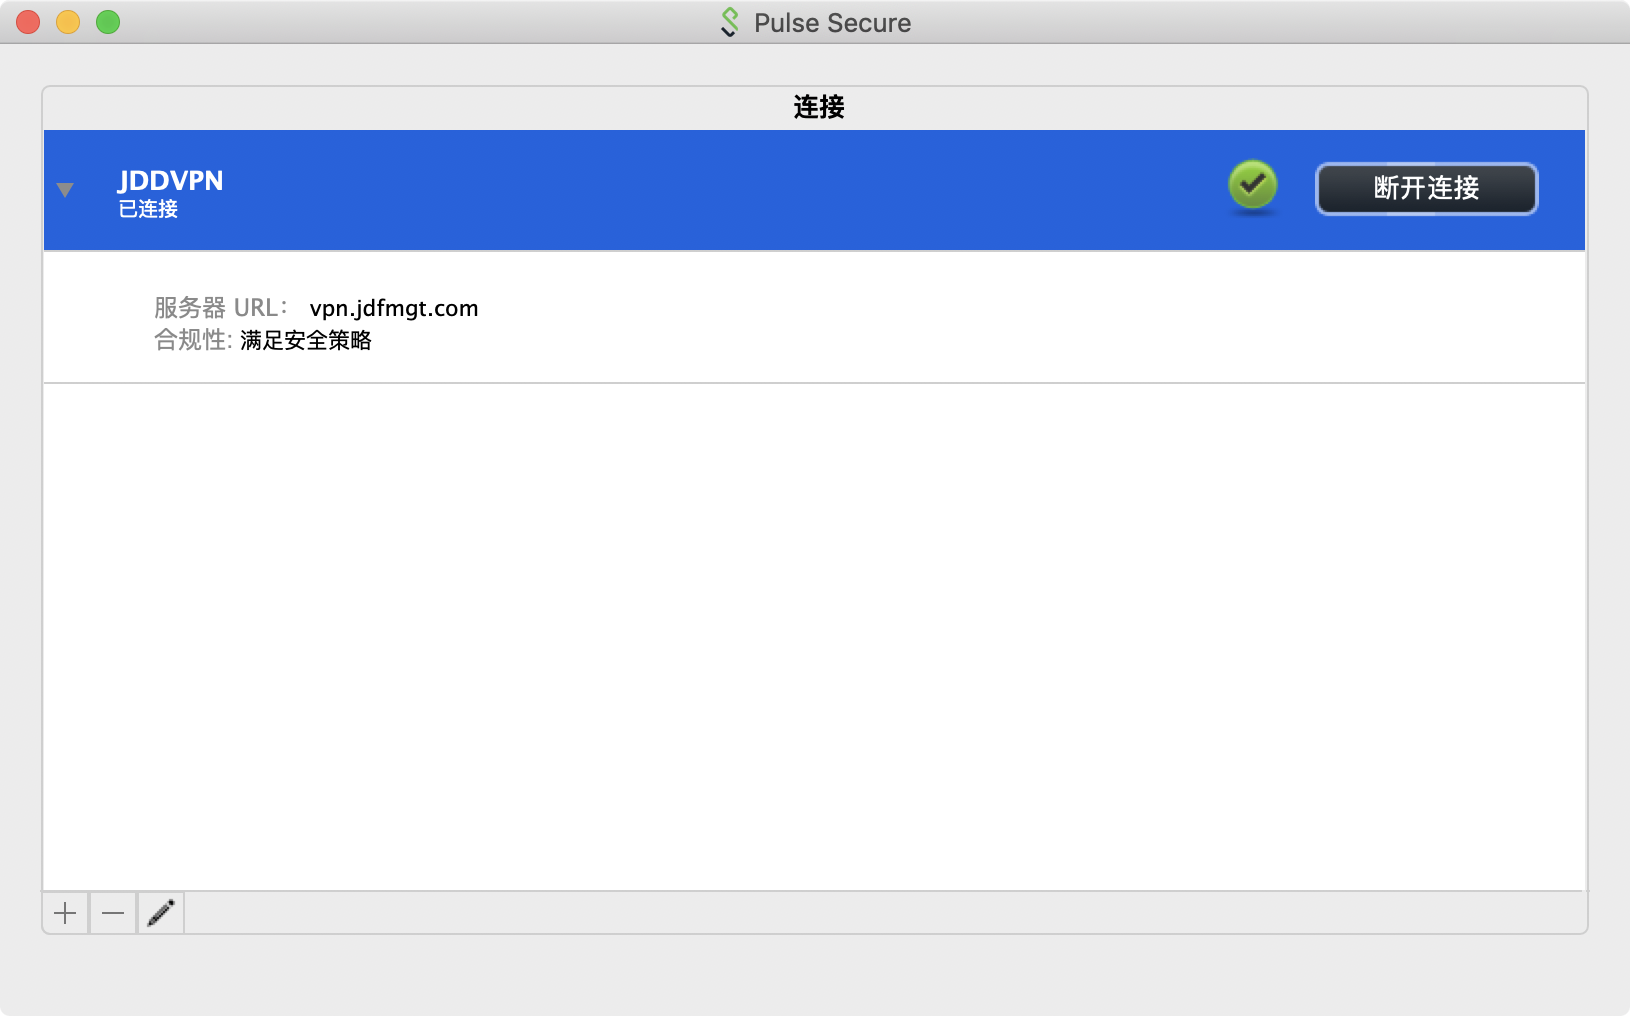 Pulse Secure
连接
JDDVPN
已连接
断开连接
服务器 URL： vpn.jdfmgt.com
合规性: 满足安全策略